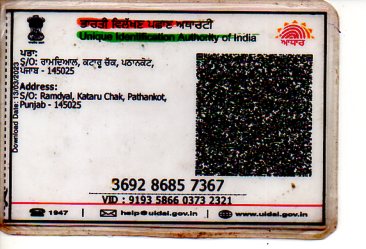 ਭਾਰਤੀ ਵਿਲੱਖਣ ਪਛਾਣ ਅਥਾਰਟੀ
Unique Identification Authority of India
ਆਧਾਰ
ਪਤਾ:
S/O: ਰਾਮਦਿਆਲ, ਕਟਾਰੂ ਚੱਕ, ਪਠਾਨਕੋਟ,
ਪੰਜਾਬ - 145025
Address:
S/O: Ramdyal, Kataru Chak, Pathankot,
Punjab - 145025
Download Date:
3692 8685 7367
VID : 9193 5866 0373 2321
1947 | help@uidai.gov.in | www.uidai.gov.in